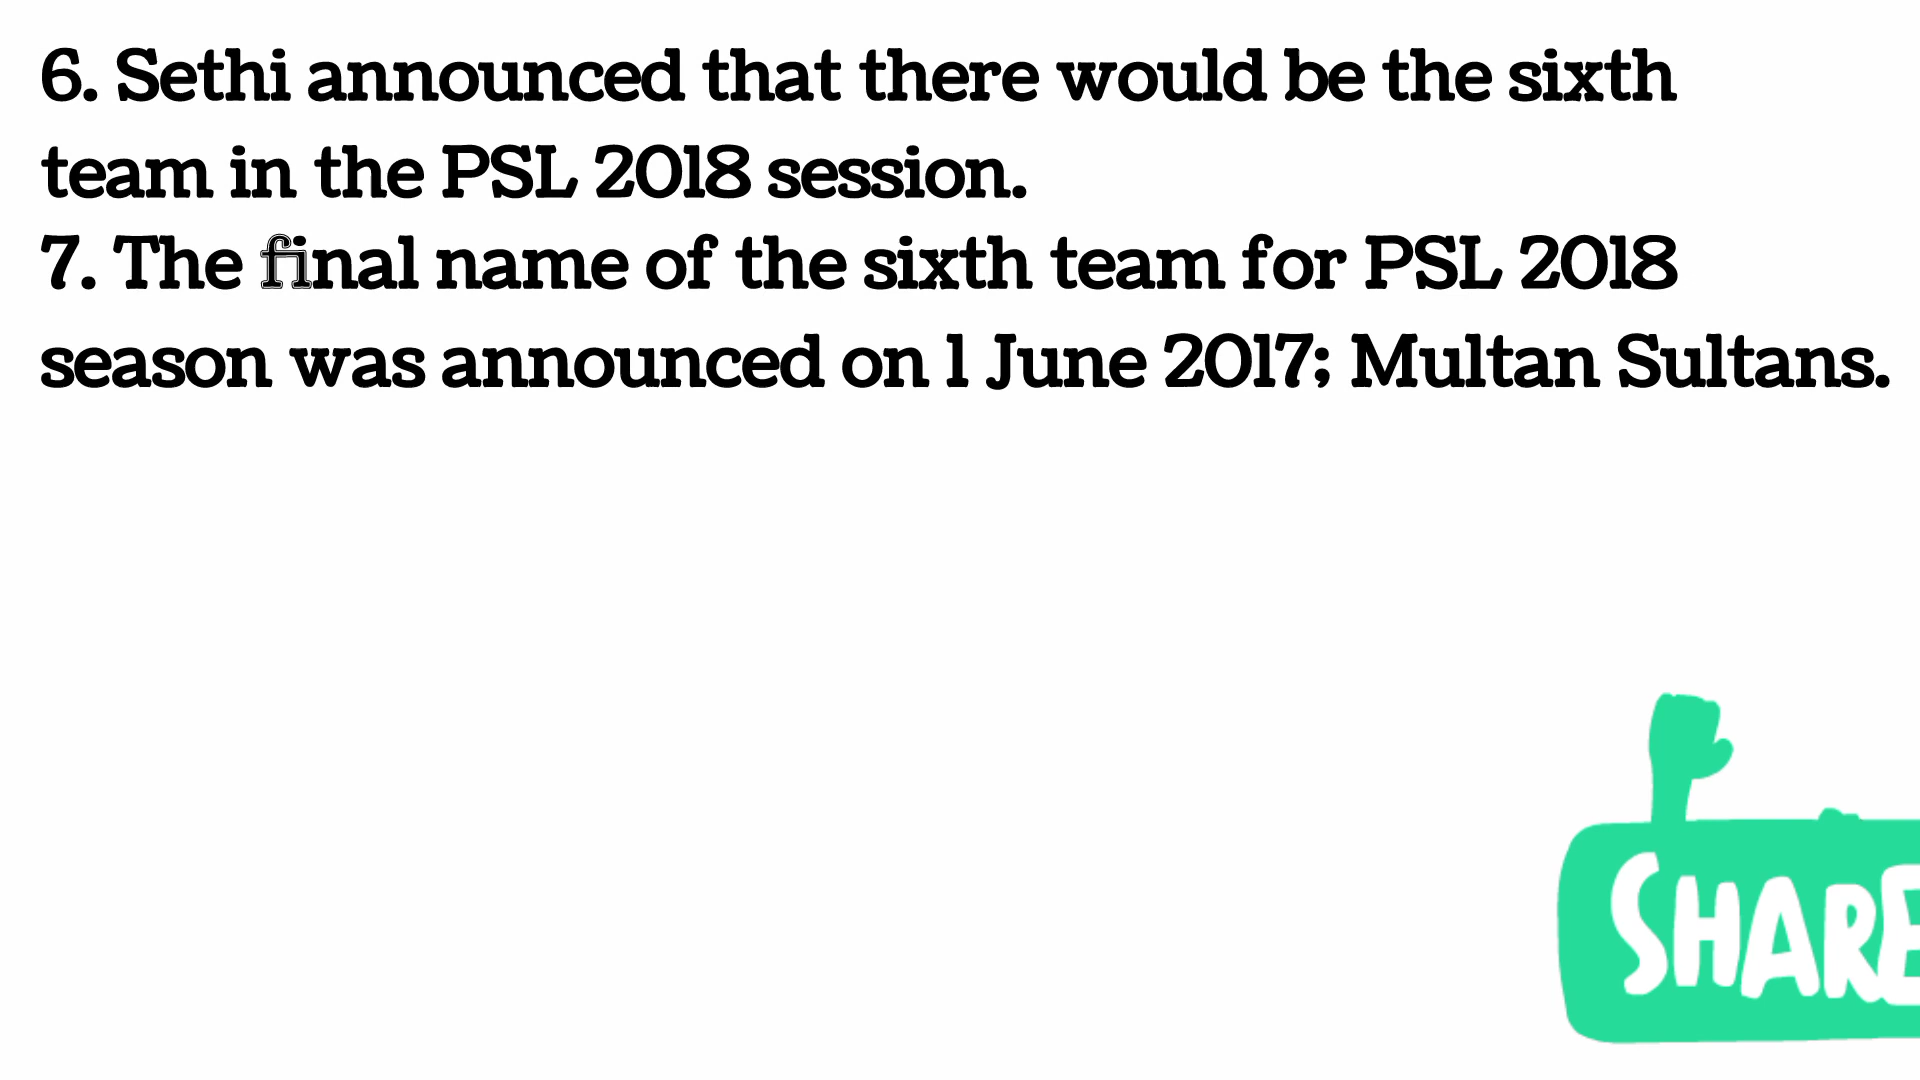 6. Sethi announced that there would be the sixth
team in the PSL 2018 session.
7. The final name of the sixth team for PSL 2018
season was announced on 1 June 2017; Multan Sultans.
SHARE